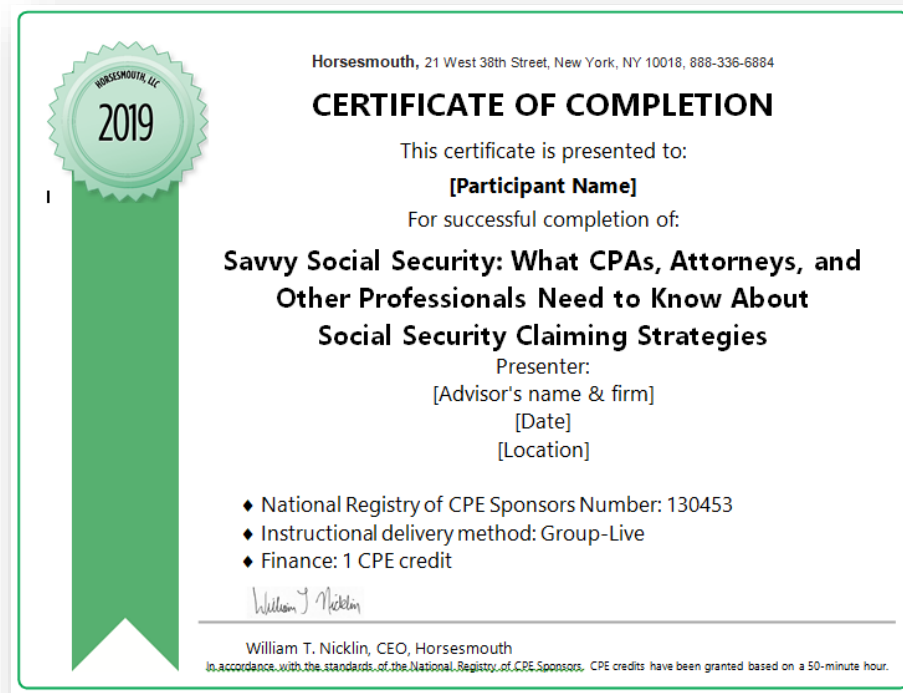 HORSESMOUTH, LLC
2019
Horsesmouth, 21 West 38th Street, New York, NY 10018, 888-336-6884
CERTIFICATE OF COMPLETION
This certificate is presented to:
[Participant Name]
For successful completion of:
Savvy Social Security: What CPAs, Attorneys, and
Other Professionals Need to Know About
Social Security Claiming Strategies
Presenter:
[Advisor's name & firm]
[Date]
[Location]
♦ National Registry of CPE Sponsors Number: 130453
♦ Instructional delivery method: Group-Live
♦ Finance: 1 CPE credit
William T Nicklin
William T. Nicklin, CEO, Horsesmouth
In accordance with the standards of the National Registry of CPE Sponsors, CPE credits have been granted based on a 50-minute hour.